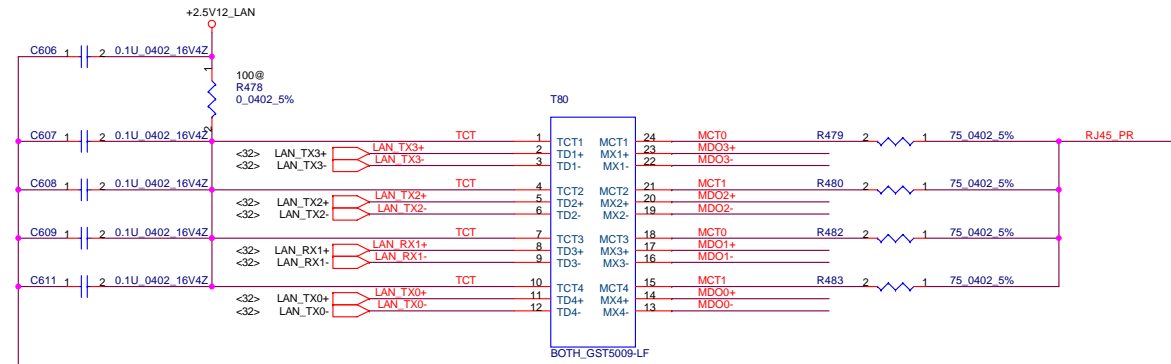 +2.5V12_LAN
C606 1 2 0.1U_0402_16V4Z
1
100@
R478
0_0402_5%
2
T80
C607 1 2 0.1U_0402_16V4Z TCT 1 TCT1 MCT1 24 MCT0 R479 2 1 75_0402_5% RJ45_PR
<32> LAN_TX3+ LAN_TX3+ 2 TD1+ MX1+ 23 MDO3+
<32> LAN_TX3- LAN_TX3- 3 TD1- MX1- 22 MDO3-
C608 1 2 0.1U_0402_16V4Z TCT 4 TCT2 MCT2 21 MCT1 R480 2 1 75_0402_5%
<32> LAN_TX2+ LAN_TX2+ 5 TD2+ MX2+ 20 MDO2+
<32> LAN_TX2- LAN_TX2- 6 TD2- MX2- 19 MDO2-
C609 1 2 0.1U_0402_16V4Z TCT 7 TCT3 MCT3 18 MCT0 R482 2 1 75_0402_5%
<32> LAN_RX1+ LAN_RX1+ 8 TD3+ MX3+ 17 MDO1+
<32> LAN_RX1- LAN_RX1- 9 TD3- MX3- 16 MDO1-
C611 1 2 0.1U_0402_16V4Z TCT 10 TCT4 MCT4 15 MCT1 R483 2 1 75_0402_5%
<32> LAN_TX0+ LAN_TX0+ 11 TD4+ MX4+ 14 MDO0+
<32> LAN_TX0- LAN_TX0- 12 TD4- MX4- 13 MDO0-
BOTH_GST5009-LF